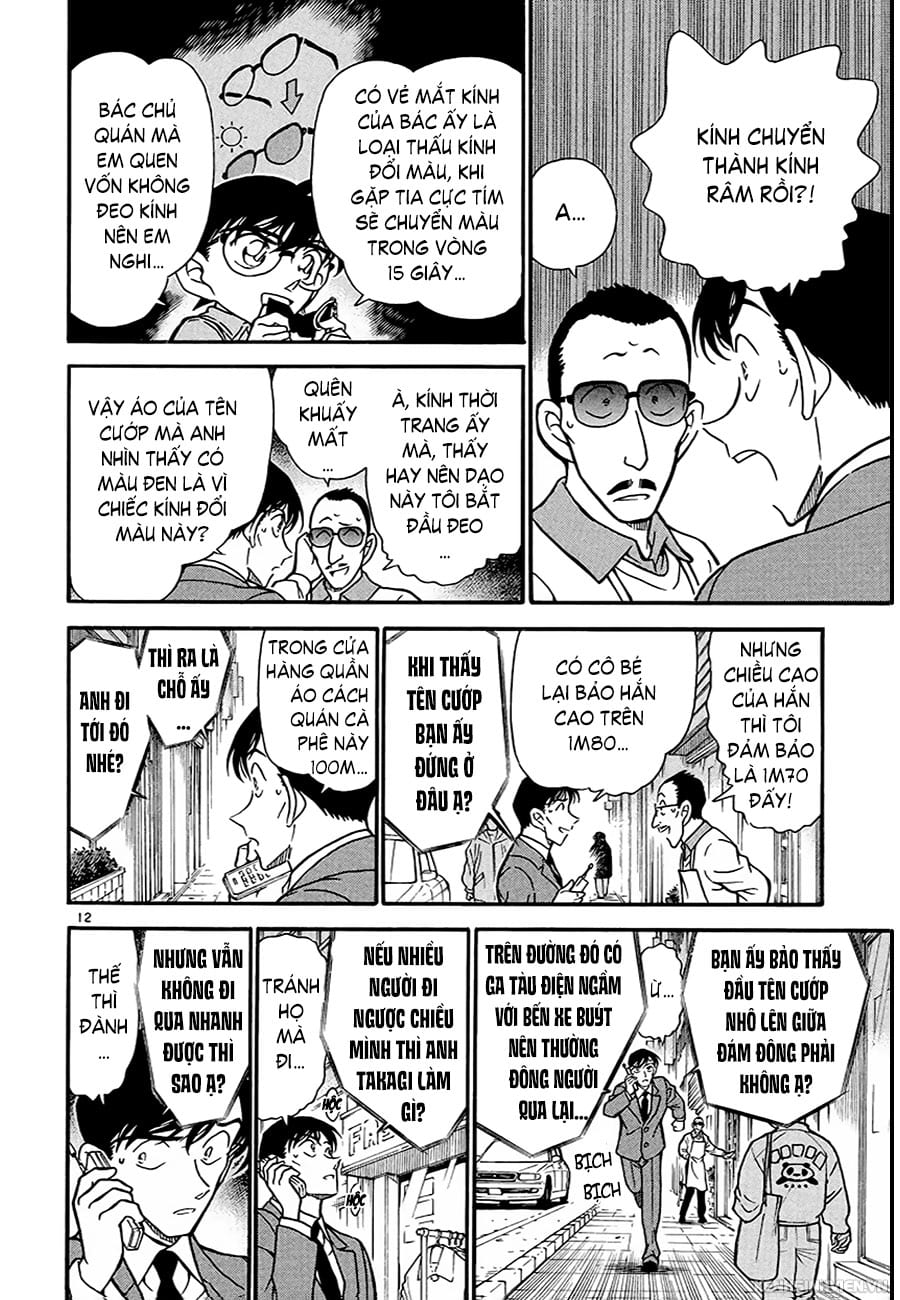 KÍNH CHUYỂN
THÀNH KÍNH
RÂM RỒI?!
A...
CÓ VẺ MẮT KÍNH
CỦA BÁC ẤY LÀ
LOẠI THẤU KÍNH
ĐỔI MÀU, KHI
GẶP TIA CỰC TÍM
SẼ CHUYỂN MÀU
TRONG VÒNG
15 GIÂY...
BÁC CHỦ
QUÁN MÀ
EM QUEN
VỐN KHÔNG
ĐEO KÍNH
NÊN EM
NGHI...
À, KÍNH THỜI
TRANG ẤY
MÀ, THẤY
HAY NÊN DẠO
NÀY TÔI BẮT
ĐẦU ĐEO
...
QUÊN
KHUẤY
MẤT
...
VẬY ÁO CỦA TÊN
CƯỚP MÀ ANH
NHÌN THẤY CÓ
MÀU ĐEN LÀ VÌ
CHIẾC KÍNH ĐỔI
MÀU NÀY?
NHƯNG
CHIỀU CAO
CỦA HẮN
THÌ TÔI
ĐẢM BẢO
LÀ 1M70
ĐẤY!
CÓ CÔ BÉ
LẠI BẢO HẮN
CAO TRÊN
1M80...
KHI THẤY
TÊN CƯỚP
BẠN ẤY
ĐỨNG Ở
ĐÂU Ạ?
TRONG CỬA
HÀNG QUẦN
ÁO CÁCH
QUÁN CÀ
PHÊ NÀY
100M...
THÌ RA LÀ
CHỖ ẤY
...
ANH ĐI
TỚI ĐÓ
NHÉ?
12
BẠN ẤY BẢO THẤY
ĐẦU TÊN CƯỚP
NHÔ LÊN GIỮA
ĐÁM ĐÔNG PHẢI
KHÔNG Ạ?
Ừ...
TRÊN ĐƯỜNG ĐÓ CÓ
GA TÀU ĐIỆN NGẦM
VỚI BẾN XE BUÝT
NÊN THƯỜNG
ĐÔNG NGƯỜI
QUA LẠI...
BỊCH
BỊCH
NẾU NHIỀU
NGƯỜI ĐI
NGƯỢC CHIỀU
MÌNH THÌ ANH
TAKAGI LÀM
GÌ?
TRÁNH
HỌ MÀ
ĐI...
HỘC
HỘC
NHƯNG VẪN
KHÔNG ĐI
QUA NHANH
ĐƯỢC THÌ
SAO Ạ?
THẾ
THÌ
ĐÀNH
...